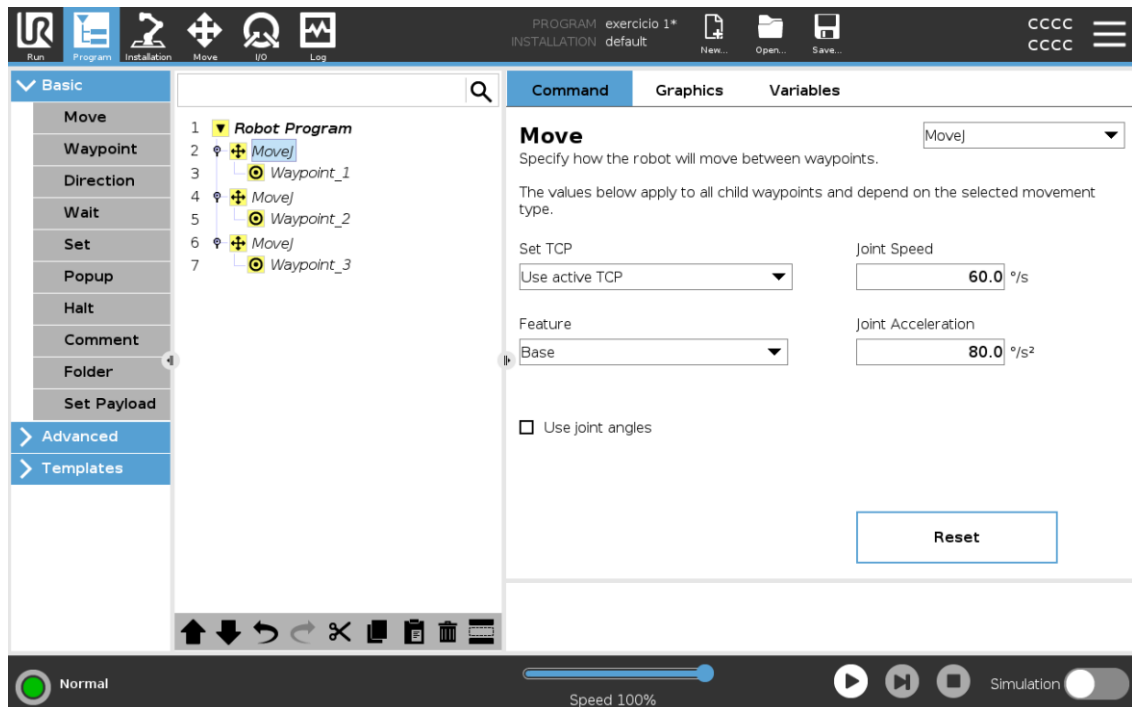 UR
Run
Program
Installation
Move
I/O
Log
PROGRAM exercicio 1*
INSTALLATION default
New...
Open...
Save...
CCCC
CCCC
Basic
Move
Waypoint
Direction
Wait
Set
Popup
Halt
Comment
Folder
Set Payload
Advanced
Templates
1 Robot Program
2 MoveJ
3 Waypoint_1
4 MoveJ
5 Waypoint_2
6 MoveJ
7 Waypoint_3
Command Graphics Variables
Move
MoveJ
Specify how the robot will move between waypoints.
The values below apply to all child waypoints and depend on the selected movement
type.
Set TCP
Use active TCP
Joint Speed
60.0 °/s
Feature
Base
Joint Acceleration
80.0 °/s²
Use joint angles
Reset
Normal
Speed 100%
Simulation